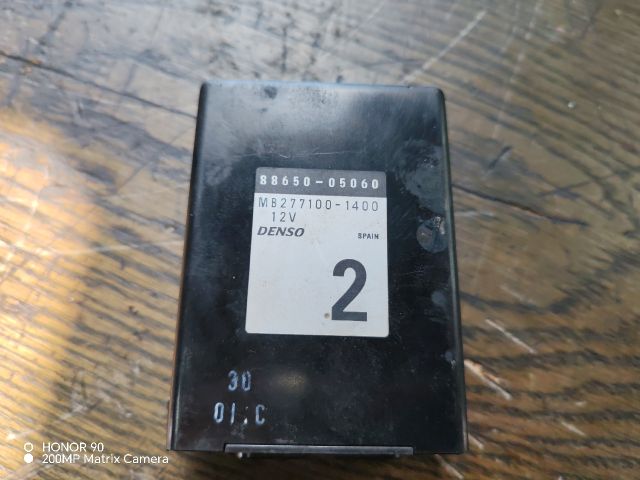 88650-05060
MB277100-1400
12V
DENSO
SPAIN
2
30
01.C
HONOR 90
200MP Matrix Camera